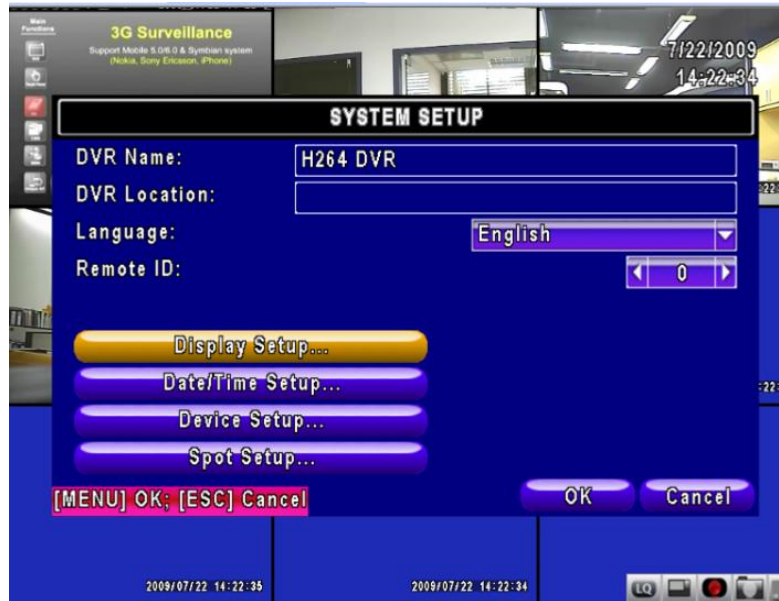 Main
Functions
3G Surveillance
Support Mobile 5.0/6.0 & Symbian system
(Nokia, Sony Ericsson, iPhone)
7/22/2009
14:22:34
SYSTEM SETUP
DVR Name:
H264 DVR
DVR Location:
Language:
English
Remote ID:
0
Display Setup...
Date/Time Setup...
Device Setup...
Spot Setup...
[MENU] OK; [ESC] Cancel
OK
Cancel
2009/07/22 14:22:35
2009/07/22 14:22:34
LQ